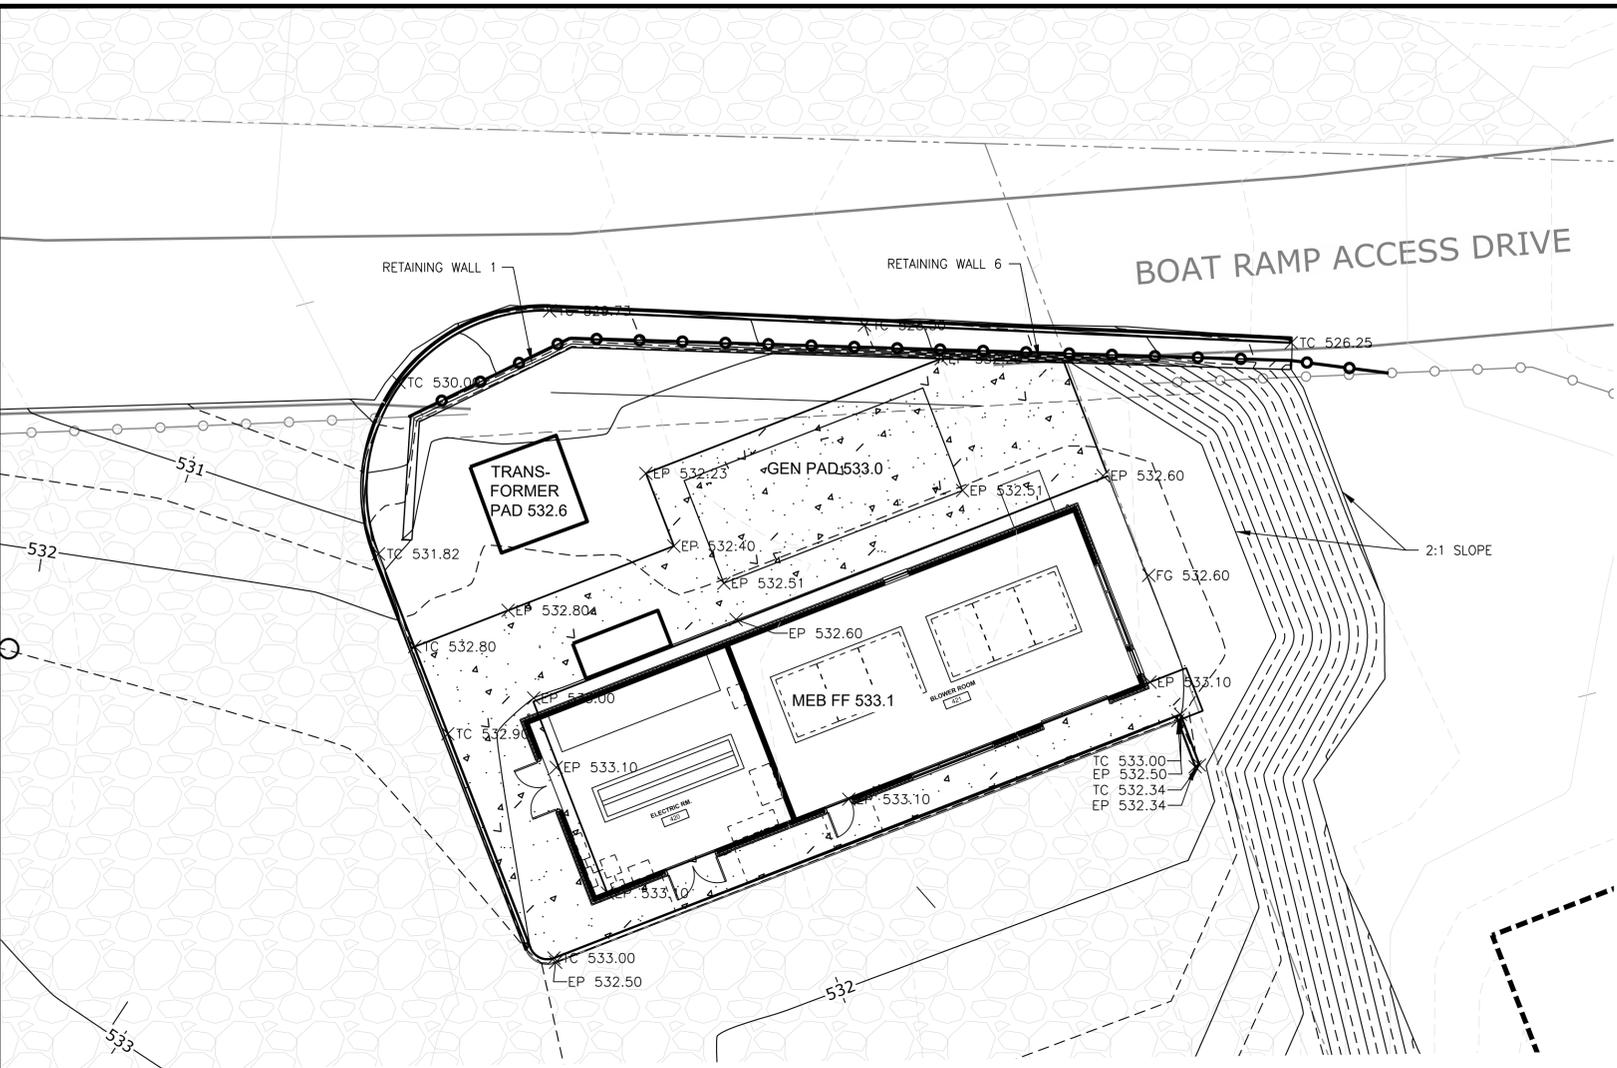 RETAINING WALL 1
RETAINING WALL 6
BOAT RAMP ACCESS DRIVE
TC 529.77
TC 526.25
TC 530.00
531
TRANS-
FORMER
PAD 532.6
EP 532.23
GEN PAD 533.0
EP 532.51
EP 532.60
532
TC 531.82
EP 532.40
2:1 SLOPE
EP 532.51
FG 532.60
EP 532.80
TC 532.80
EP 532.60
EP 533.00
EP 533.10
MEB FF 533.1
BLOWER ROOM
421
TC 532.90
EP 533.10
TC 533.00
EP 532.50
TC 532.34
EP 532.34
EP 533.10
ELECTRIC RM.
420
EP 533.10
TC 533.00
EP 532.50
532
533